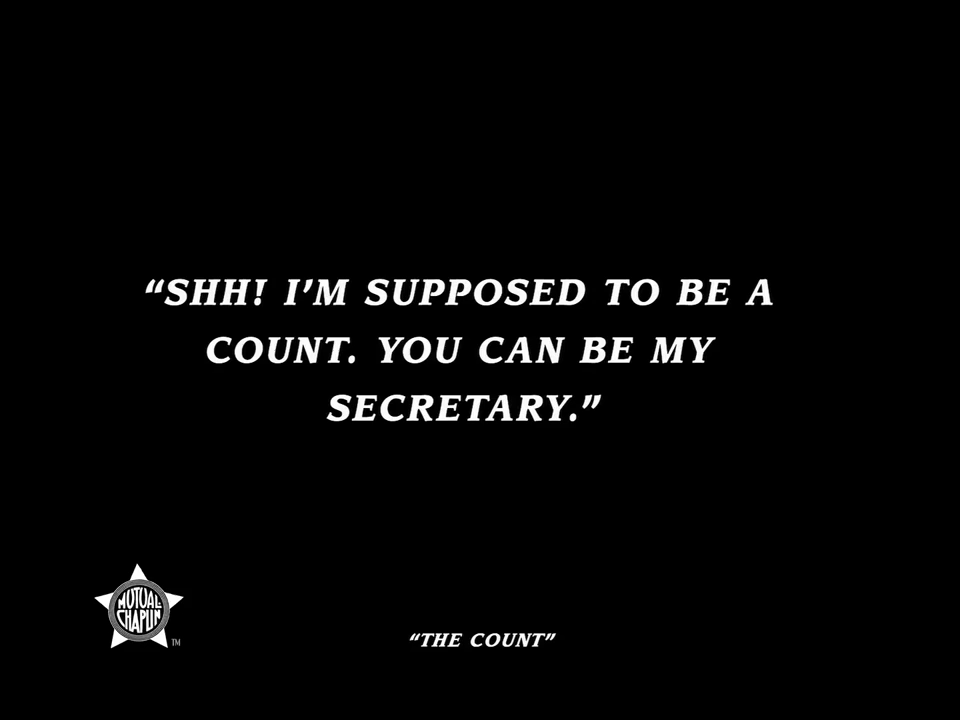 “SHH! I’M SUPPOSED TO BE A
COUNT. YOU CAN BE MY
SECRETARY.”
MUTUAL-
CHAPLIN
TM
“THE COUNT”